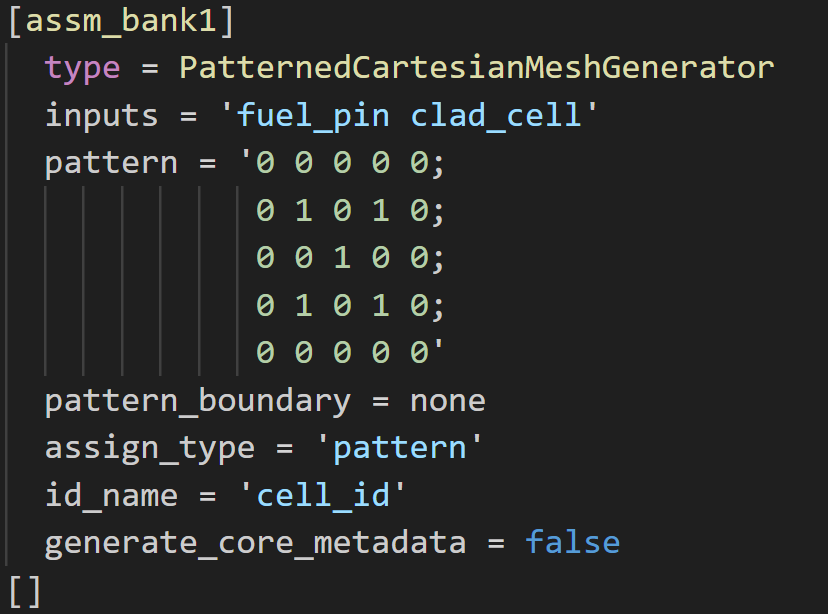 [assm_bank1]
type = PatternedCartesianMeshGenerator
inputs = 'fuel_pin clad_cell'
pattern = '0 0 0 0 0;
0 1 0 1 0;
0 0 1 0 0;
0 1 0 1 0;
0 0 0 0 0'
pattern_boundary = none
assign_type = 'pattern'
id_name = 'cell_id'
generate_core_metadata = false
[]